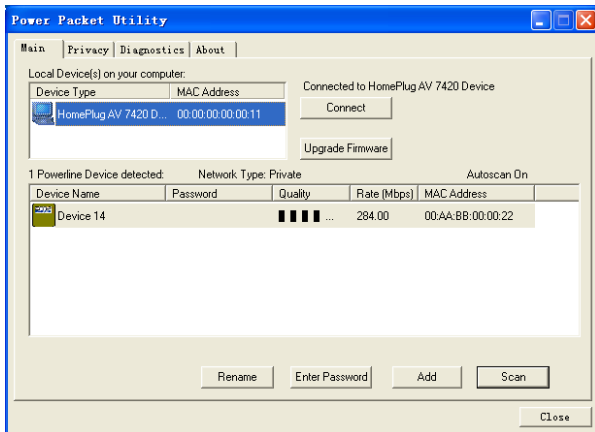 Power Packet Utility
Main Privacy Diagnostics About
Local Device(s) on your computer:
Device Type MAC Address
HomePlug AV 7420 D... 00:00:00:00:00:11
Connected to HomePlug AV 7420 Device
Connect
Upgrade Firmware
1 Powerline Device detected: Network Type: Private Autoscan On
Device Name Password Quality Rate (Mbps) MAC Address
Device 14 ... 284.00 00:AA:BB:00:00:22
Rename Enter Password Add Scan
Close